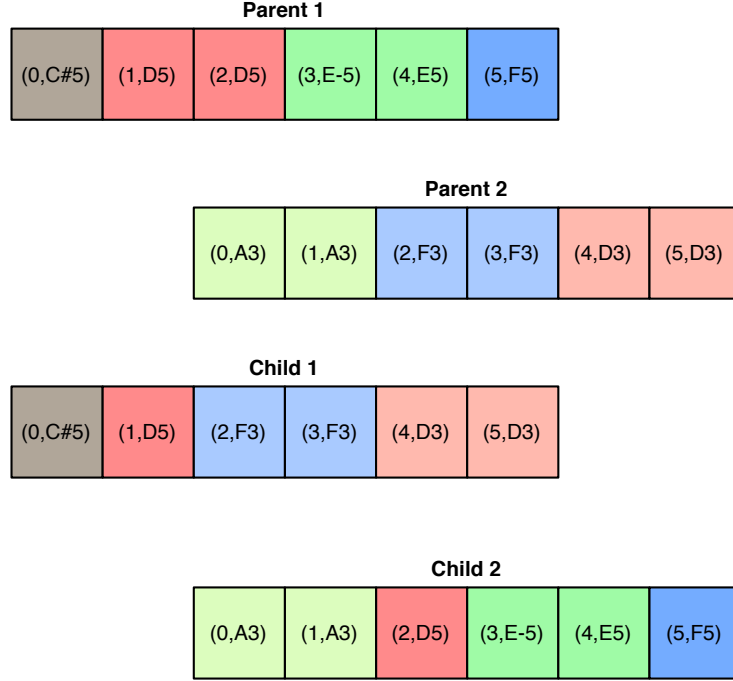 Parent 1
(0,C#5) (1,D5) (2,D5) (3,E-5) (4,E5) (5,F5)
Parent 2
(0,A3) (1,A3) (2,F3) (3,F3) (4,D3) (5,D3)
Child 1
(0,C#5) (1,D5) (2,F3) (3,F3) (4,D3) (5,D3)
Child 2
(0,A3) (1,A3) (2,D5) (3,E-5) (4,E5) (5,F5)